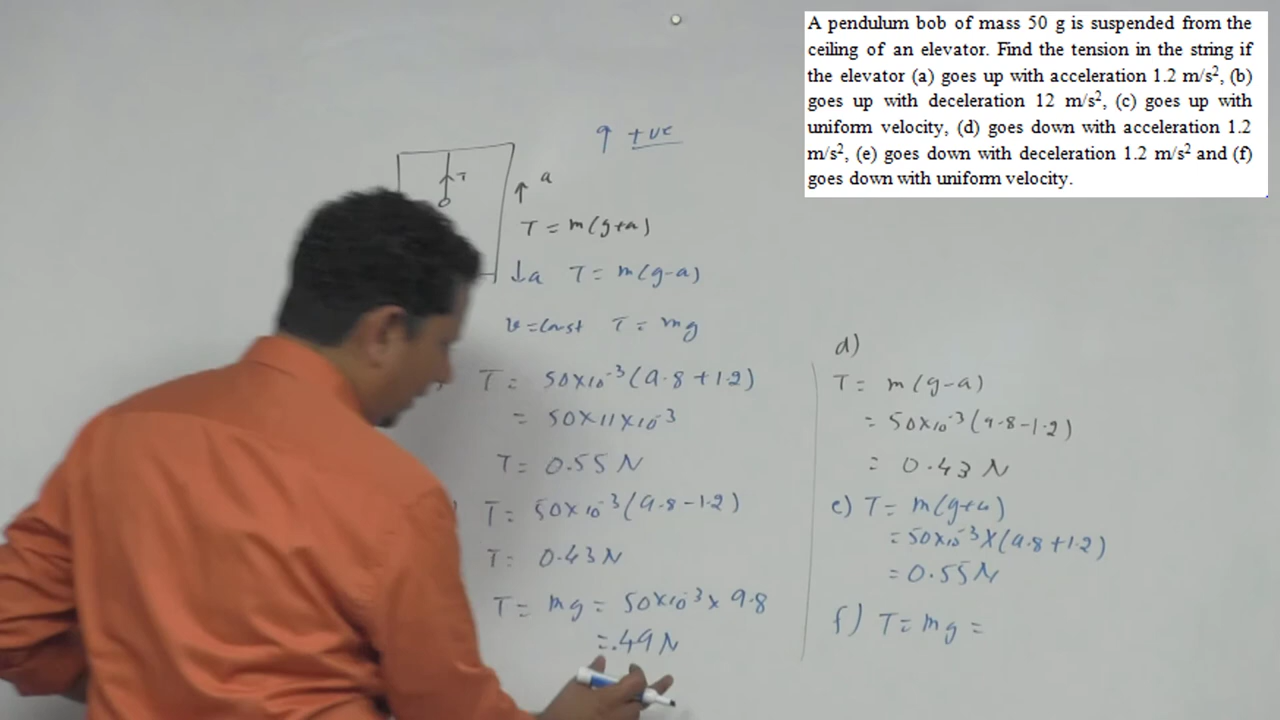 A pendulum bob of mass 50 g is suspended from the
ceiling of an elevator. Find the tension in the string if
the elevator (a) goes up with acceleration 1.2 m/s², (b)
goes up with deceleration 12 m/s², (c) goes up with
uniform velocity, (d) goes down with acceleration 1.2
m/s², (e) goes down with deceleration 1.2 m/s² and (f)
goes down with uniform velocity.
↑ +ve
T
↑ a
T = m(g+a)
↓a T = m(g-a)
v = Const T = mg
T = 50×10⁻³(9.8+1.2)
= 50×11×10⁻³
T = 0.55 N
T = 50×10⁻³(9.8-1.2)
T = 0.43N
T = mg = 50×10⁻³×9.8
= .49N
d)
T = m(g-a)
= 50×10⁻³(9.8-1.2)
= 0.43 N
e) T = m(g+a)
= 50×10⁻³×(9.8+1.2)
= 0.55N
f) T = mg =